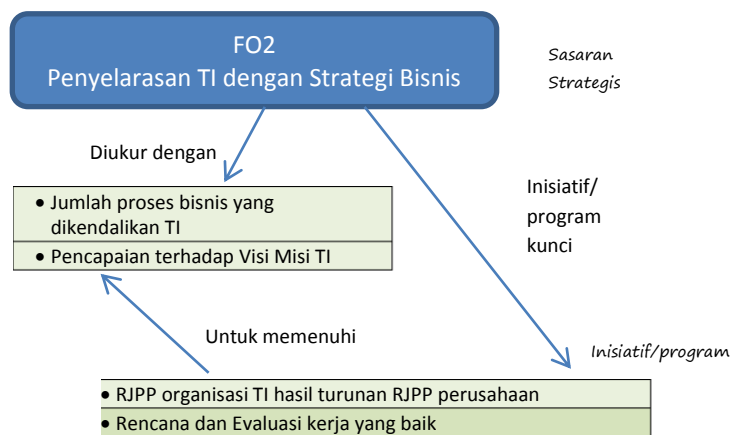 FO2
Penyelarasan TI dengan Strategi Bisnis
Sasaran
Strategis
Diukur dengan
• Jumlah proses bisnis yang
dikendalikan TI
• Pencapaian terhadap Visi Misi TI
Inisiatif/
program
kunci
Untuk memenuhi
Inisiatif/program
• RJPP organisasi TI hasil turunan RJPP perusahaan
• Rencana dan Evaluasi kerja yang baik